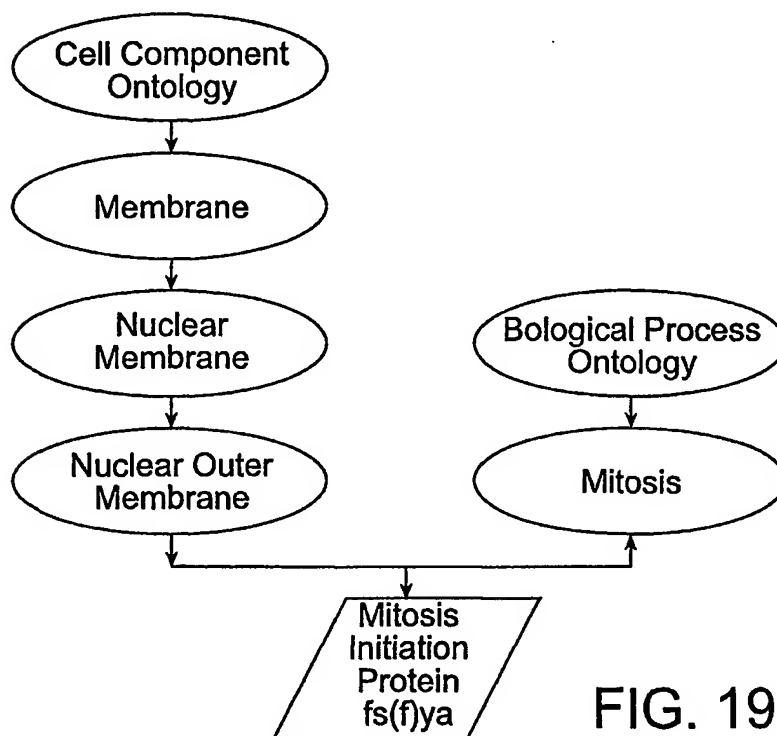 Cell Component
Ontology
Membrane
Nuclear
Membrane
Nuclear Outer
Membrane
Bological Process
Ontology
Mitosis
Mitosis
Initiation
Protein
fs(f)ya
FIG. 19